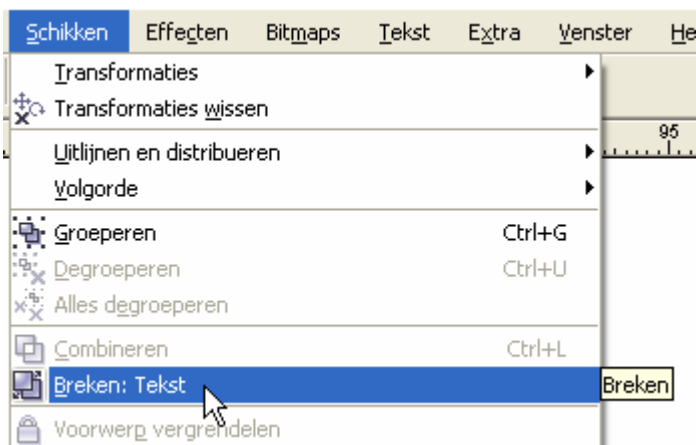 Schikken Effecten Bitmaps Tekst Extra Venster He
Transformaties
Transformaties wissen
95
Uitlijnen en distribueren
Volgorde
Groeperen Ctrl+G
Degroeperen Ctrl+U
Alles degroeperen
Combineren Ctrl+L
Breken: Tekst Breken
Voorwerp vergrendelen